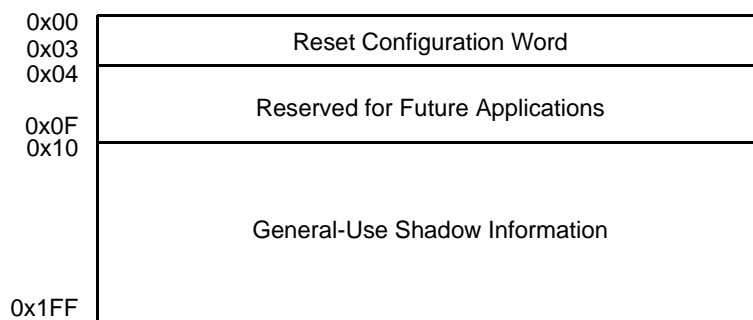 0x00
Reset Configuration Word
0x03
0x04
Reserved for Future Applications
0x0F
0x10
General-Use Shadow Information
0x1FF